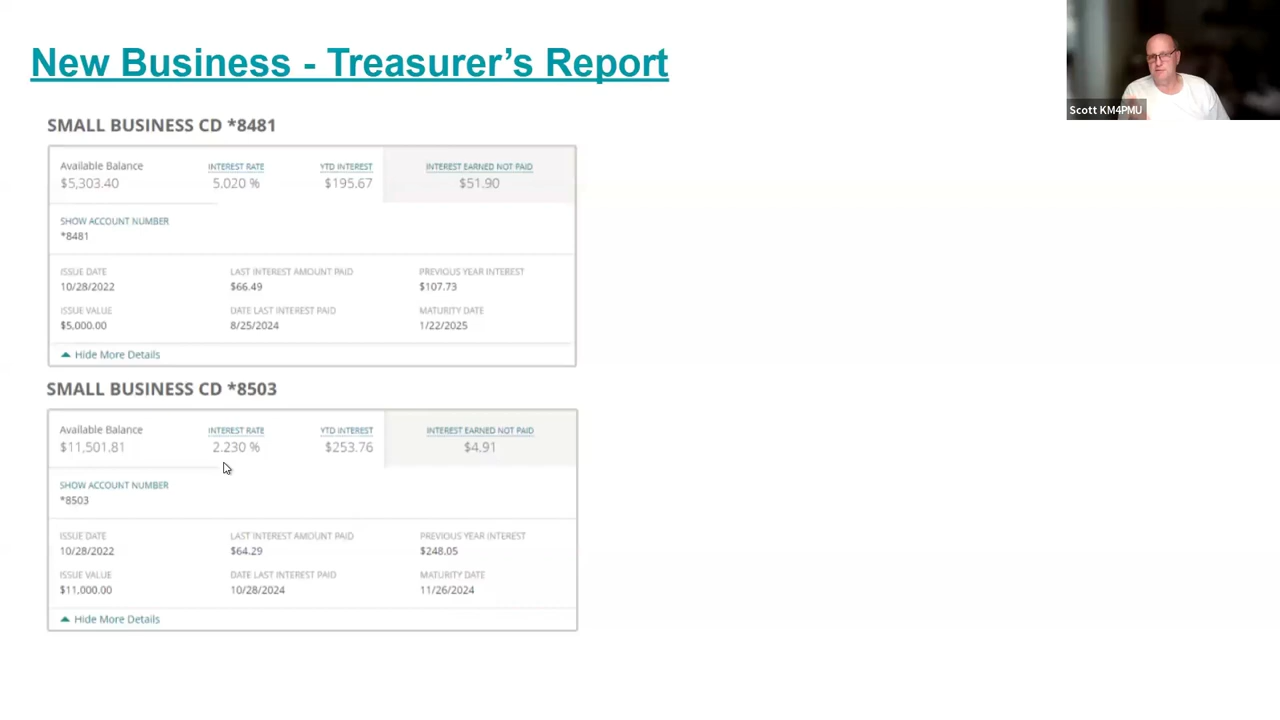 New Business - Treasurer's Report
Scott KM4PMU
SMALL BUSINESS CD *8481
Available Balance INTEREST RATE YTD INTEREST INTEREST EARNED NOT PAID
$5,303.40 5.020 % $195.67 $51.90
SHOW ACCOUNT NUMBER
*8481
ISSUE DATE LAST INTEREST AMOUNT PAID PREVIOUS YEAR INTEREST
10/28/2022 $66.49 $107.73
ISSUE VALUE DATE LAST INTEREST PAID MATURITY DATE
$5,000.00 8/25/2024 1/22/2025
Hide More Details
SMALL BUSINESS CD *8503
Available Balance INTEREST RATE YTD INTEREST INTEREST EARNED NOT PAID
$11,501.81 2.230 % $253.76 $4.91
SHOW ACCOUNT NUMBER
*8503
ISSUE DATE LAST INTEREST AMOUNT PAID PREVIOUS YEAR INTEREST
10/28/2022 $64.29 $248.05
ISSUE VALUE DATE LAST INTEREST PAID MATURITY DATE
$11,000.00 10/28/2024 11/26/2024
Hide More Details